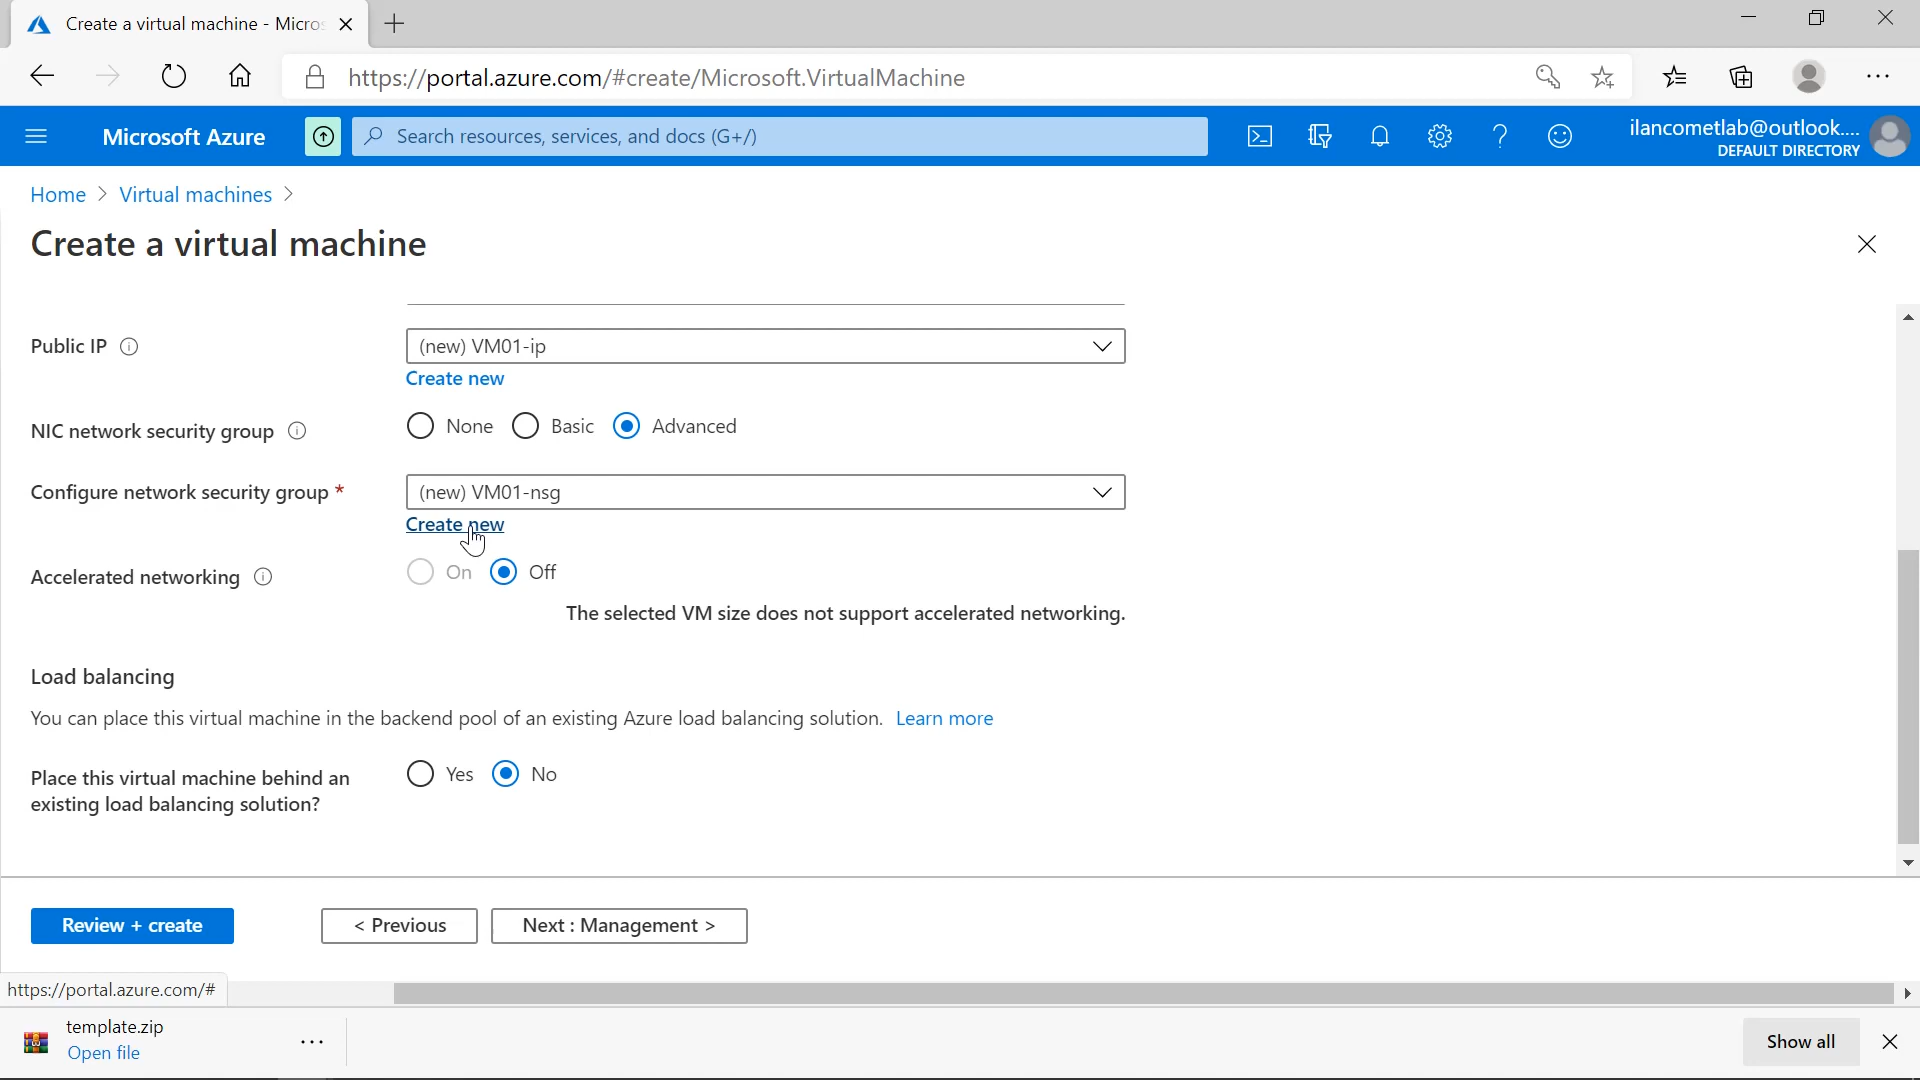 Create a virtual machine - Micros
https://portal.azure.com/#create/Microsoft.VirtualMachine
Microsoft Azure
Search resources, services, and docs (G+/)
ilancometlab@outlook....
DEFAULT DIRECTORY
Home > Virtual machines >
Create a virtual machine
Public IP
(new) VM01-ip
Create new
NIC network security group
None
Basic
Advanced
Configure network security group *
(new) VM01-nsg
Create new
Accelerated networking
On
Off
The selected VM size does not support accelerated networking.
Load balancing
You can place this virtual machine in the backend pool of an existing Azure load balancing solution. Learn more
Place this virtual machine behind an
existing load balancing solution?
Yes
No
Review + create
< Previous
Next : Management >
https://portal.azure.com/#
template.zip
Open file
Show all